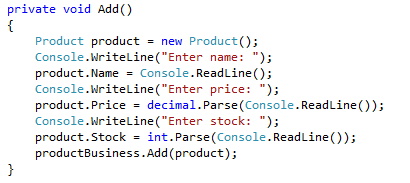 private void Add()
{
    Product product = new Product();
    Console.WriteLine("Enter name: ");
    product.Name = Console.ReadLine();
    Console.WriteLine("Enter price: ");
    product.Price = decimal.Parse(Console.ReadLine());
    Console.WriteLine("Enter stock: ");
    product.Stock = int.Parse(Console.ReadLine());
    productBusiness.Add(product);
}